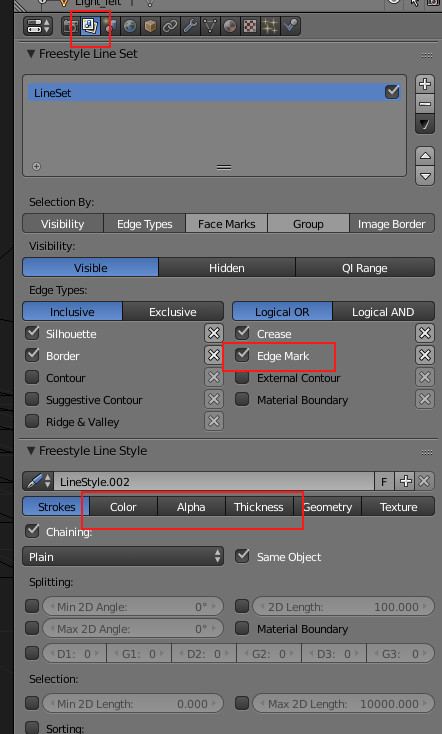 Light_left
Freestyle Line Set
LineSet
Selection By:
Visibility Edge Types Face Marks Group Image Border
Visibility:
Visible Hidden QI Range
Edge Types:
Inclusive Exclusive Logical OR Logical AND
Silhouette Crease
Border Edge Mark
Contour External Contour
Suggestive Contour Material Boundary
Ridge & Valley
Freestyle Line Style
LineStyle.002 F
Strokes Color Alpha Thickness Geometry Texture
Chaining:
Plain Same Object
Splitting:
Min 2D Angle: 0° 2D Length: 100.000
Max 2D Angle: 0° Material Boundary
D1: 0 G1: 0 D2: 0 G2: 0 D3: 0 G3: 0
Selection:
Min 2D Length: 0.000 Max 2D Length: 10000.000
Sorting: